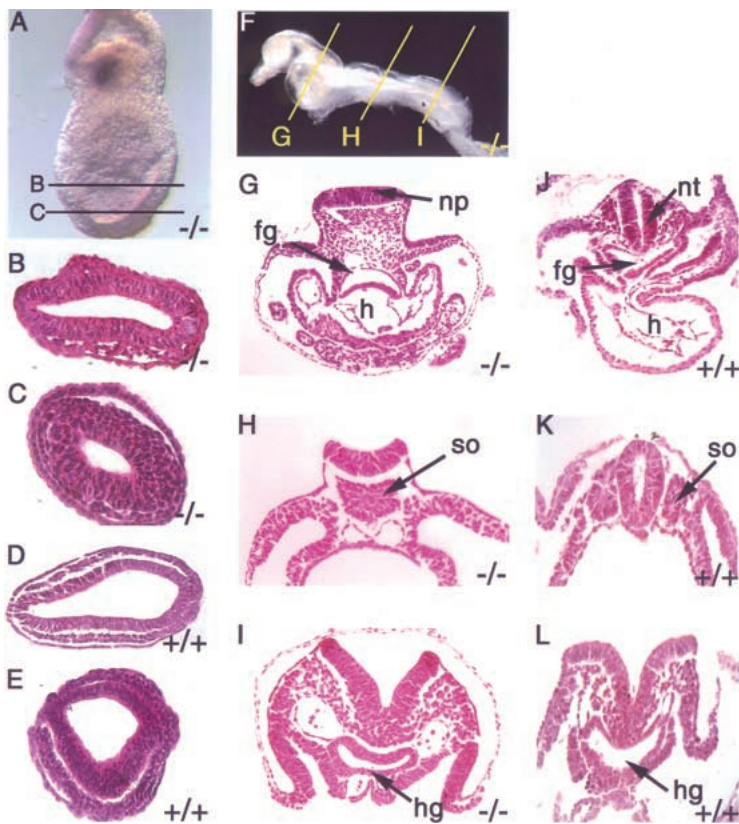 A
B
C
-/-
B
-/-
C
-/-
D
+/+
E
+/+
F
G H I
-/-
G
np
fg
h
-/-
H
so
-/-
I
hg
-/-
J
nt
fg
h
+/+
K
so
+/+
L
hg
+/+